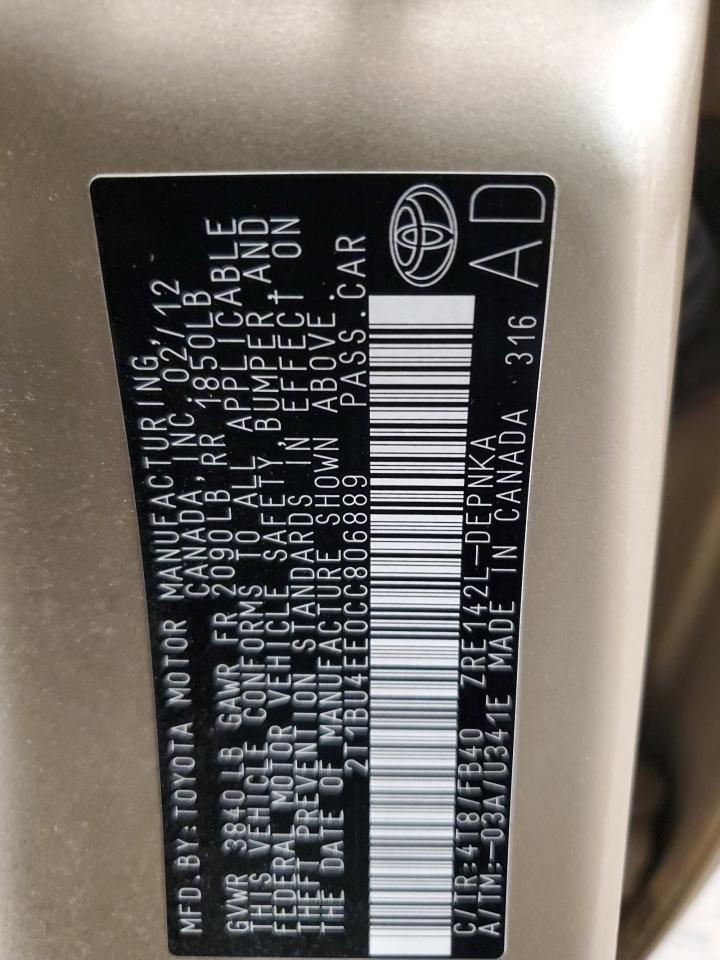 MFD.BY:TOYOTA MOTOR MANUFACTURING,
CANADA, INC 02/12
GVWR 3840 LB GAWR FR 2090LB RR 1850LB
THIS VEHICLE CONFORMS TO ALL APPLICABLE
FEDERAL MOTOR VEHICLE SAFETY, BUMPER, AND
THEFT PREVENTION STANDARDS IN EFFECT ON
THE DATE OF MANUFACTURE SHOWN ABOVE.
2T1BU4EE0CC806889 PASS.CAR
C/TR:4T8/FB40 ZRE142L-DEPNKA
A/TM:-03A/U341E MADE IN CANADA 316
AD